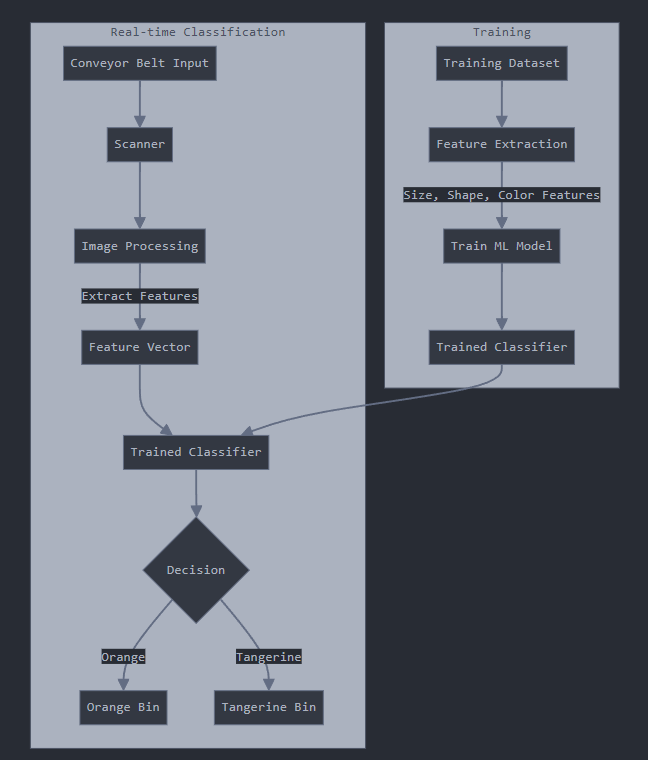 Real-time Classification
Conveyor Belt Input
Scanner
Image Processing
Extract Features
Feature Vector
Trained Classifier
Decision
Orange
Tangerine
Orange Bin
Tangerine Bin
Training
Training Dataset
Feature Extraction
Size, Shape, Color Features
Train ML Model
Trained Classifier